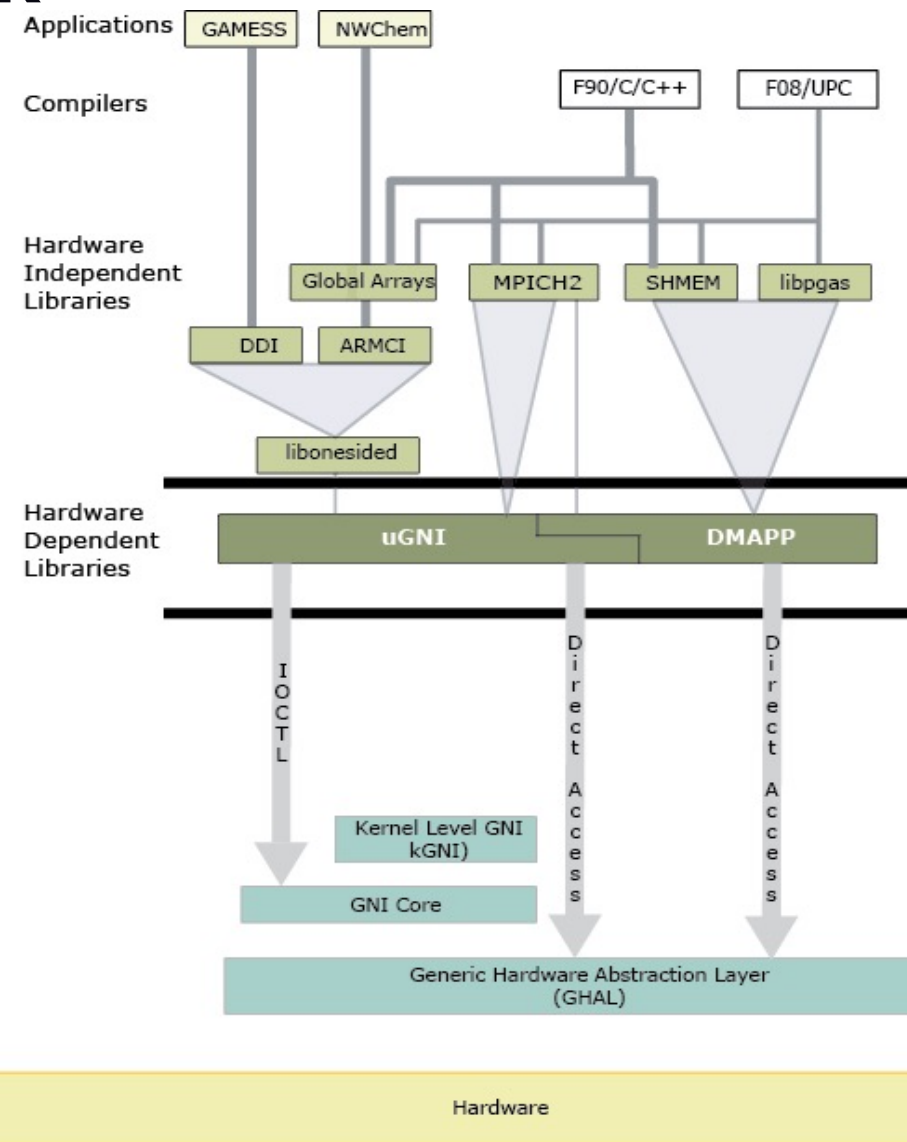 Applications
GAMESS
NWChem
Compilers
F90/C/C++
F08/UPC
Hardware
Independent
Libraries
Global Arrays
MPICH2
SHMEM
libpgas
DDI
ARMCI
libonesided
Hardware
Dependent
Libraries
uGNI
DMAPP
IOCTL
Direct Access
Direct Access
Kernel Level GNI
kGNI)
GNI Core
Generic Hardware Abstraction Layer
(GHAL)
Hardware